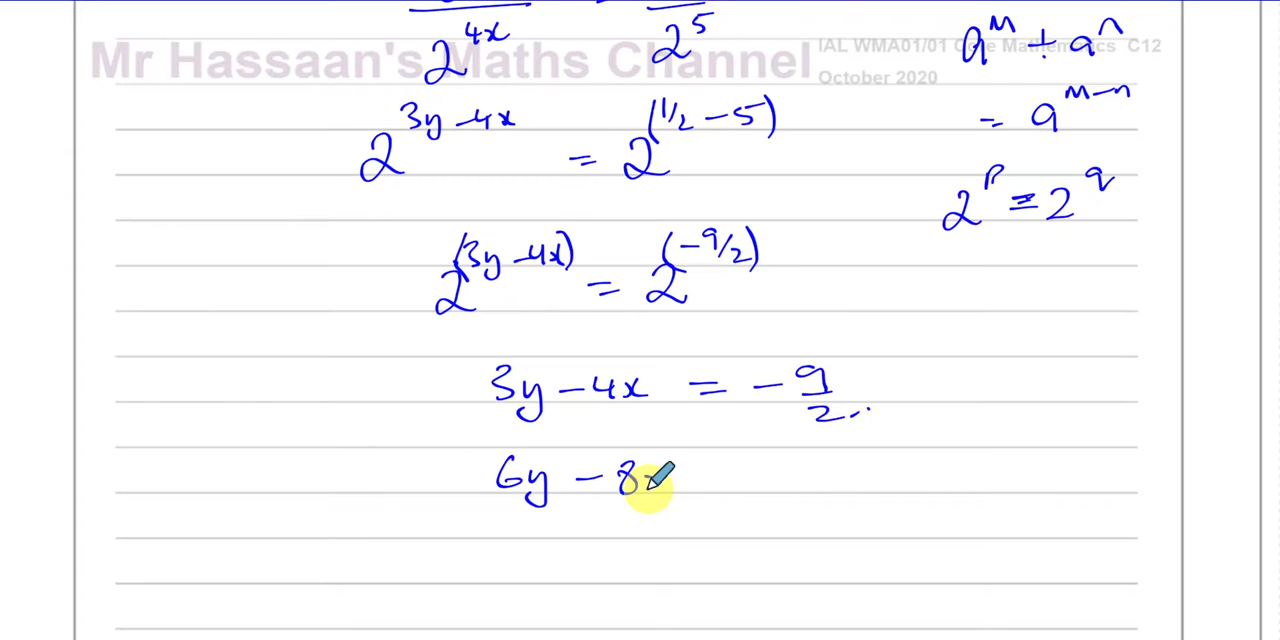 2^4x 2^5
Mr Hassaan's Maths Channel
IAL WMA01/01 Core Mathematics C12
October 2020
a^m ÷ a^n
= a^m-n
2^3y-4x = 2^(1/2-5)
2^p = 2^q
2^(3y-4x) = 2^(-9/2)
3y - 4x = -9/2
6y - 8x